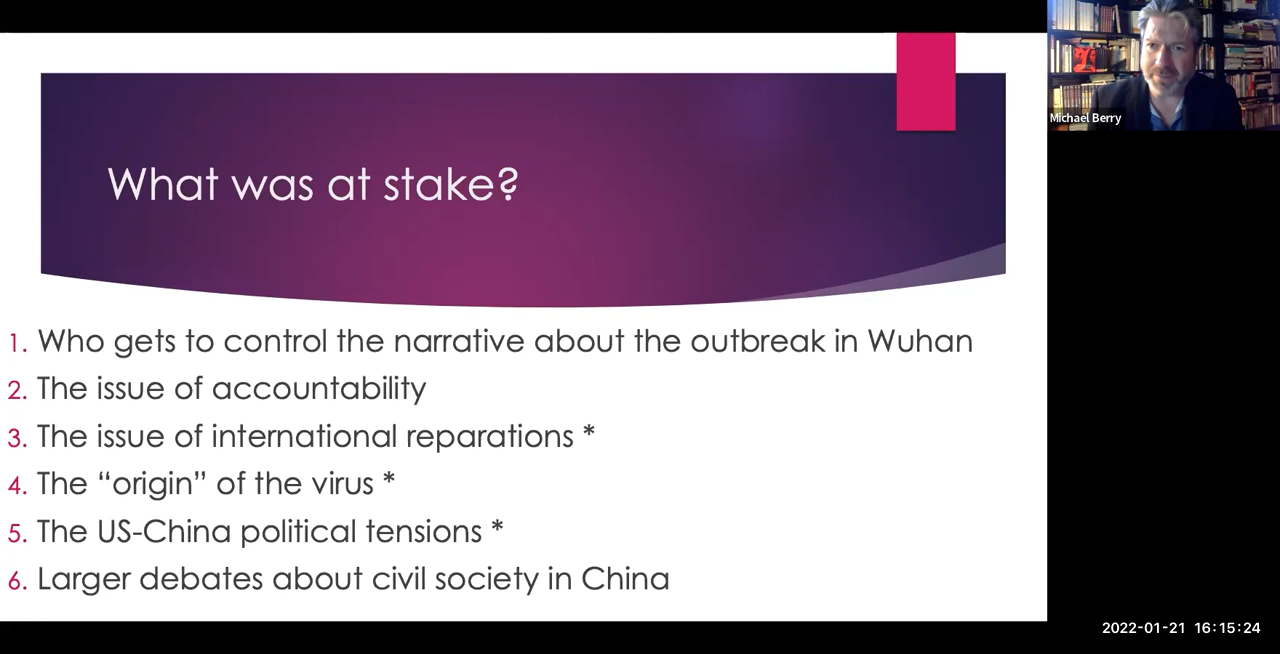 What was at stake?
Michael Berry
1. Who gets to control the narrative about the outbreak in Wuhan
2. The issue of accountability
3. The issue of international reparations *
4. The “origin” of the virus *
5. The US-China political tensions *
6. Larger debates about civil society in China
2022-01-21 16:15:24